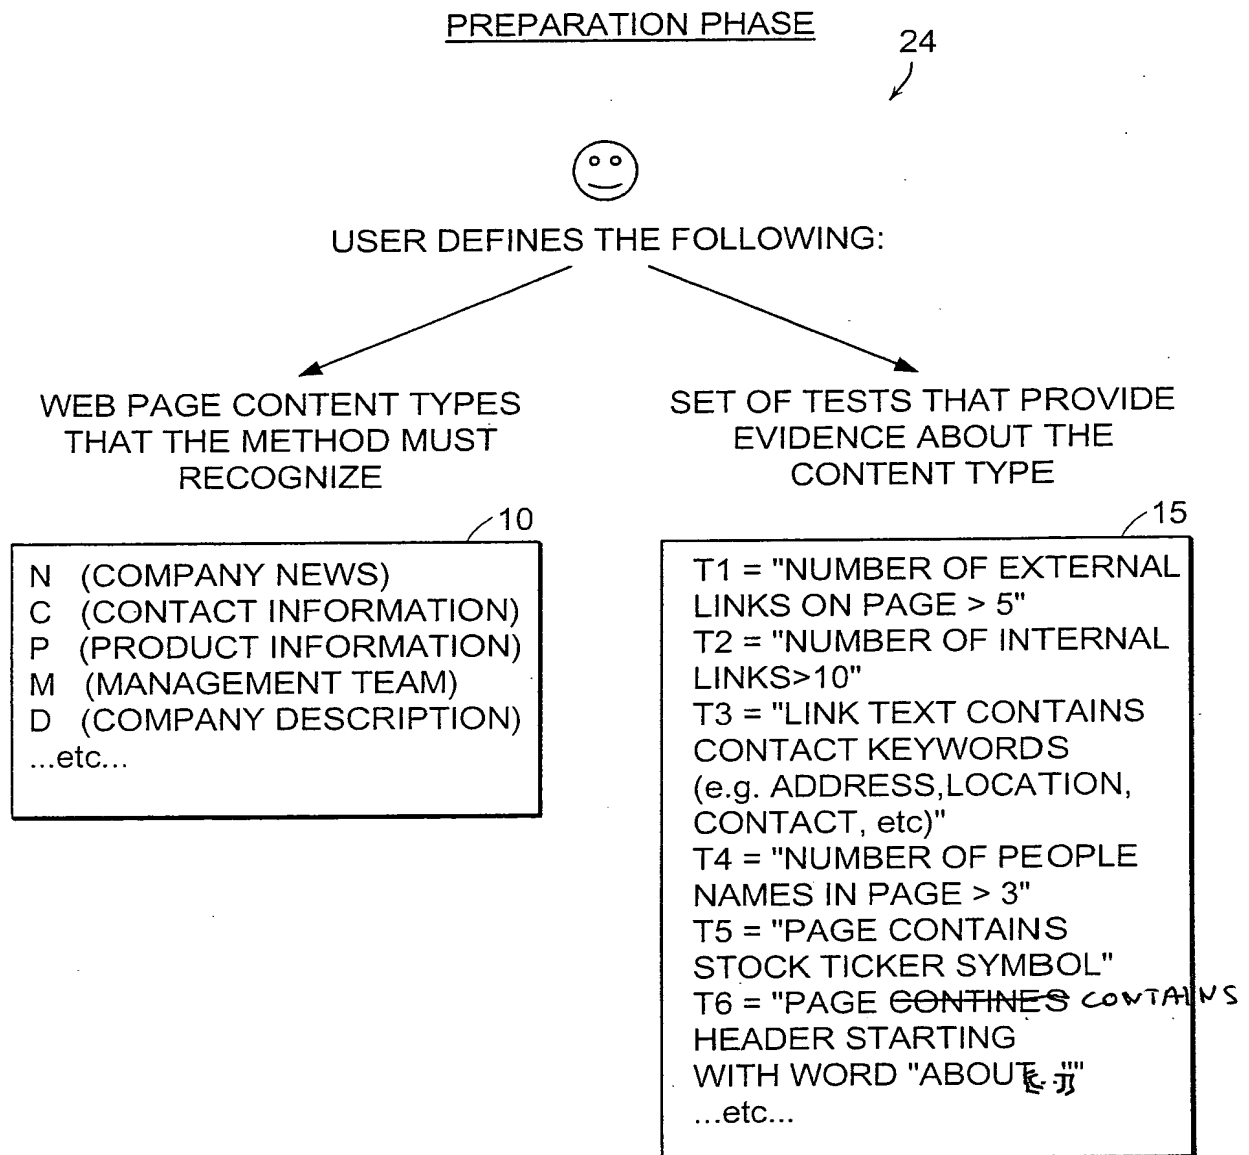 PREPARATION PHASE
24
USER DEFINES THE FOLLOWING:
WEB PAGE CONTENT TYPES
THAT THE METHOD MUST
RECOGNIZE
10
N (COMPANY NEWS)
C (CONTACT INFORMATION)
P (PRODUCT INFORMATION)
M (MANAGEMENT TEAM)
D (COMPANY DESCRIPTION)
...etc...
SET OF TESTS THAT PROVIDE
EVIDENCE ABOUT THE
CONTENT TYPE
15
T1 = "NUMBER OF EXTERNAL
LINKS ON PAGE > 5"
T2 = "NUMBER OF INTERNAL
LINKS>10"
T3 = "LINK TEXT CONTAINS
CONTACT KEYWORDS
(e.g. ADDRESS,LOCATION,
CONTACT, etc)"
T4 = "NUMBER OF PEOPLE
NAMES IN PAGE > 3"
T5 = "PAGE CONTAINS
STOCK TICKER SYMBOL"
T6 = "PAGE CONTINES CONTAINS
HEADER STARTING
WITH WORD "ABOUT
...etc...